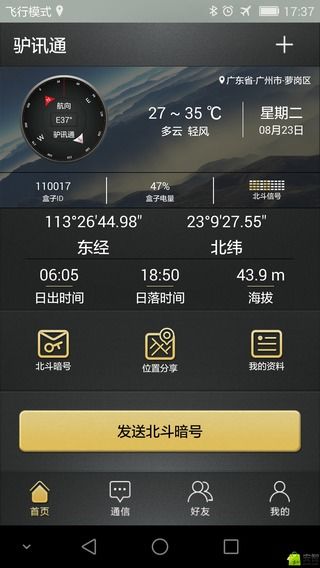 飞行模式
17:37
驴讯通
广东省-广州市-萝岗区
航向
E37°
驴讯通
27 ~ 35 ℃
多云 轻风
星期二
08月23日
110017
盒子ID
47%
盒子电量
北斗信号
113°26'44.98"
23°9'27.55"
东经
北纬
06:05
日出时间
18:50
日落时间
43.9 m
海拔
北斗暗号
位置分享
我的资料
发送北斗暗号
首页
通信
好友
我的
安智